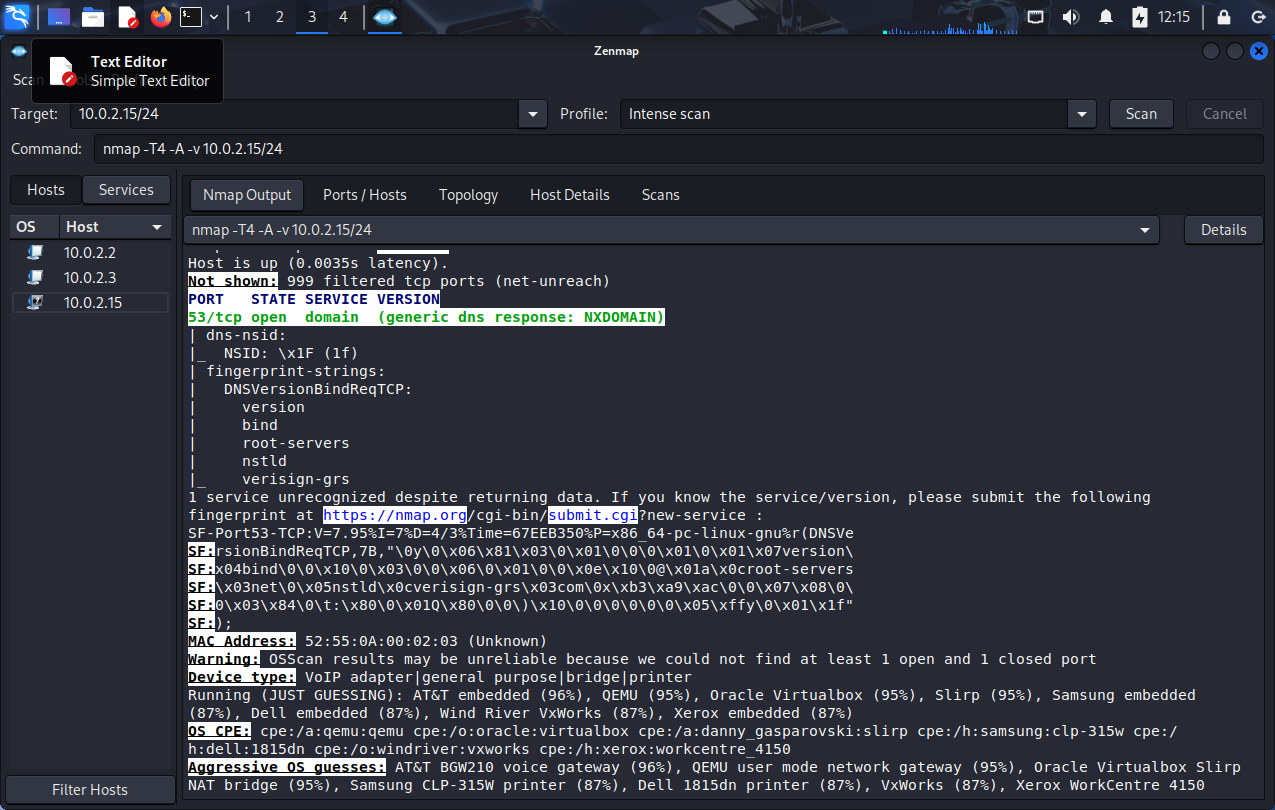 1 2 3 4
12:15
Zenmap
Text Editor
Simple Text Editor
Target: 10.0.2.15/24 Profile: Intense scan Scan Cancel
Command: nmap -T4 -A -v 10.0.2.15/24
Hosts Services
OS Host
10.0.2.2
10.0.2.3
10.0.2.15
Filter Hosts
Nmap Output Ports / Hosts Topology Host Details Scans
nmap -T4 -A -v 10.0.2.15/24 Details
Host is up (0.0035s latency).
Not shown: 999 filtered tcp ports (net-unreach)
PORT   STATE SERVICE VERSION
53/tcp open  domain  (generic dns response: NXDOMAIN)
| dns-nsid:
|_  NSID: \x1F (1f)
| fingerprint-strings:
|   DNSVersionBindReqTCP:
|     version
|     bind
|     root-servers
|     nstld
|_    verisign-grs
1 service unrecognized despite returning data. If you know the service/version, please submit the following
fingerprint at https://nmap.org/cgi-bin/submit.cgi?new-service :
SF-Port53-TCP:V=7.95%I=7%D=4/3%Time=67EEB350%P=x86_64-pc-linux-gnu%r(DNSVe
SF:rsionBindReqTCP,7B,"\0y\0\x06\x81\x03\0\x01\0\0\0\x01\0\x01\x07version\
SF:x04bind\0\0\x10\0\x03\0\0\x06\0\x01\0\0\x0e\x10\0@\x01a\x0croot-servers
SF:\x03net\0\x05nstld\x0cverisign-grs\x03com\0x\xb3\xa9\xac\0\0\x07\x08\0\
SF:0\x03\x84\0\t:\x80\0\x01Q\x80\0\0\)\x10\0\0\0\0\0\0\x05\xffy\0\x01\x1f"
SF:);
MAC Address: 52:55:0A:00:02:03 (Unknown)
Warning: OSScan results may be unreliable because we could not find at least 1 open and 1 closed port
Device type: VoIP adapter|general purpose|bridge|printer
Running (JUST GUESSING): AT&T embedded (96%), QEMU (95%), Oracle Virtualbox (95%), Slirp (95%), Samsung embedded
(87%), Dell embedded (87%), Wind River VxWorks (87%), Xerox embedded (87%)
OS CPE: cpe:/a:qemu:qemu cpe:/o:oracle:virtualbox cpe:/a:danny_gasparovski:slirp cpe:/h:samsung:clp-315w cpe:/
h:dell:1815dn cpe:/o:windriver:vxworks cpe:/h:xerox:workcentre_4150
Aggressive OS guesses: AT&T BGW210 voice gateway (96%), QEMU user mode network gateway (95%), Oracle Virtualbox Slirp
NAT bridge (95%), Samsung CLP-315W printer (87%), Dell 1815dn printer (87%), VxWorks (87%), Xerox WorkCentre 4150